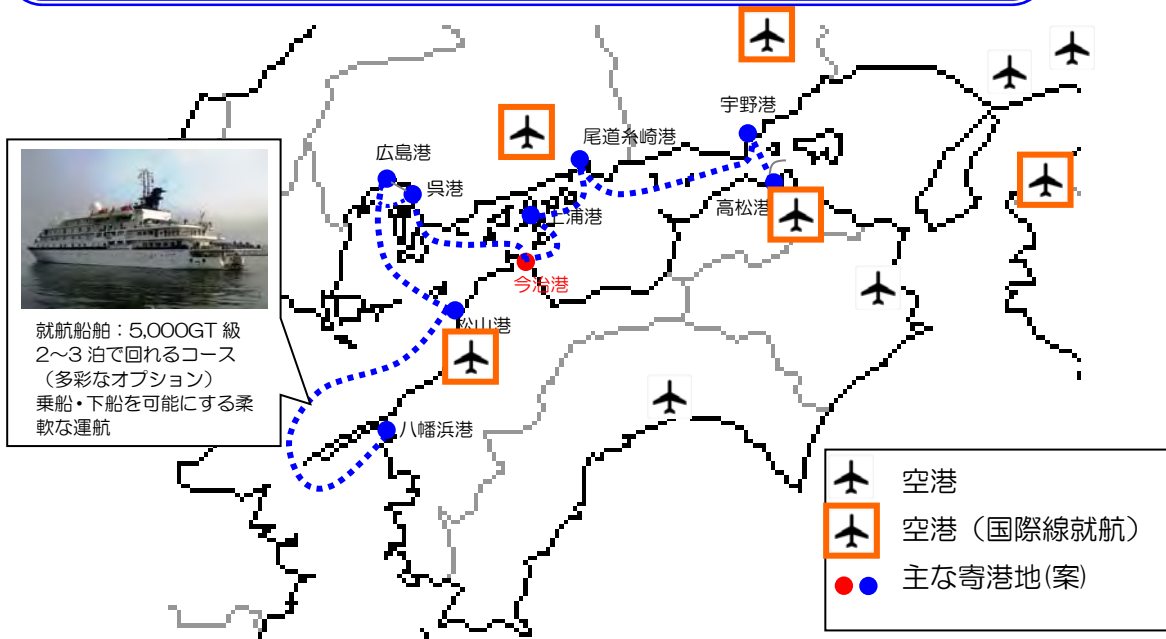 宇野港
尾道糸崎港
広島港
呉港
上浦港
高松港
今治港
松山港
八幡浜港
就航船舶：5,000GT 級
2～3 泊で回れるコース
（多彩なオプション）
乗船・下船を可能にする柔
軟な運航
空港
空港（国際線就航）
主な寄港地(案)